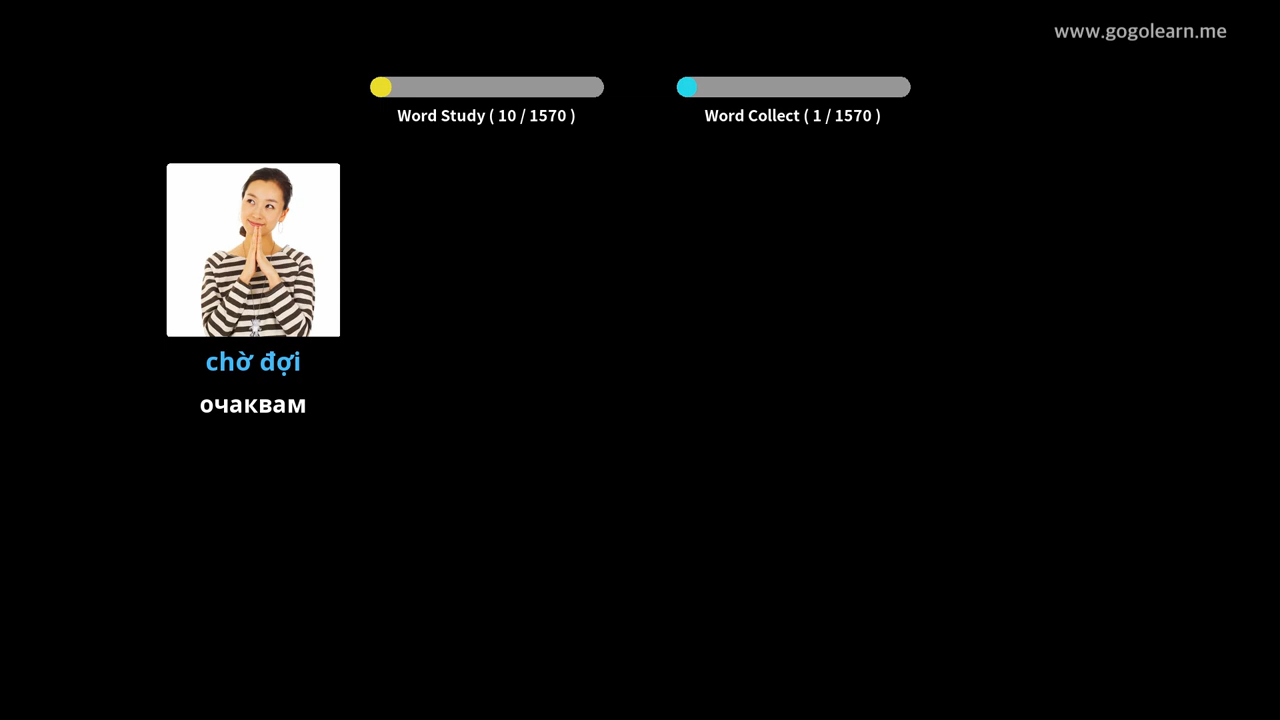 www.gogolearn.me
Word Study ( 10 / 1570 )
Word Collect ( 1 / 1570 )
chờ đợi
очаквам